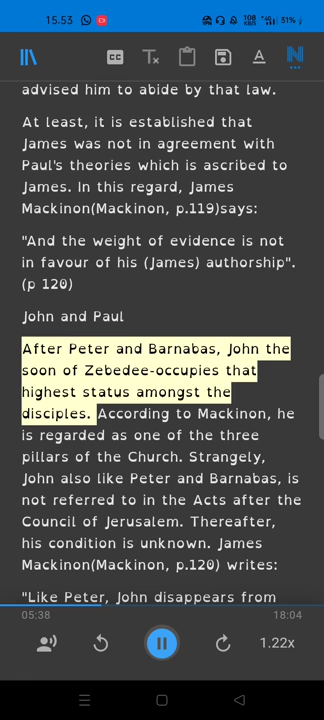 15.53
108 KB/S
4G
31%
CC
T×
A
N
advised him to abide by that law.
At least, it is established that
James was not in agreement with
Paul's theories which is ascribed to
James. In this regard, James
Mackinon(Mackinon, p.119)says:
"And the weight of evidence is not
in favour of his (James) authorship".
(p 120)
John and Paul
After Peter and Barnabas, John the
soon of Zebedee-occupies that
highest status amongst the
disciples. According to Mackinon, he
is regarded as one of the three
pillars of the Church. Strangely,
John also like Peter and Barnabas, is
not referred to in the Acts after the
Council of Jerusalem. Thereafter,
his condition is unknown. James
Mackinon(Mackinon, p.120) writes:
"Like Peter, John disappears from
05:38 18:04
1.22x